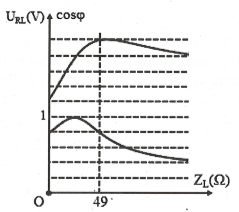 U_RL(V) cosφ
1
O 49 Z_L(Ω)